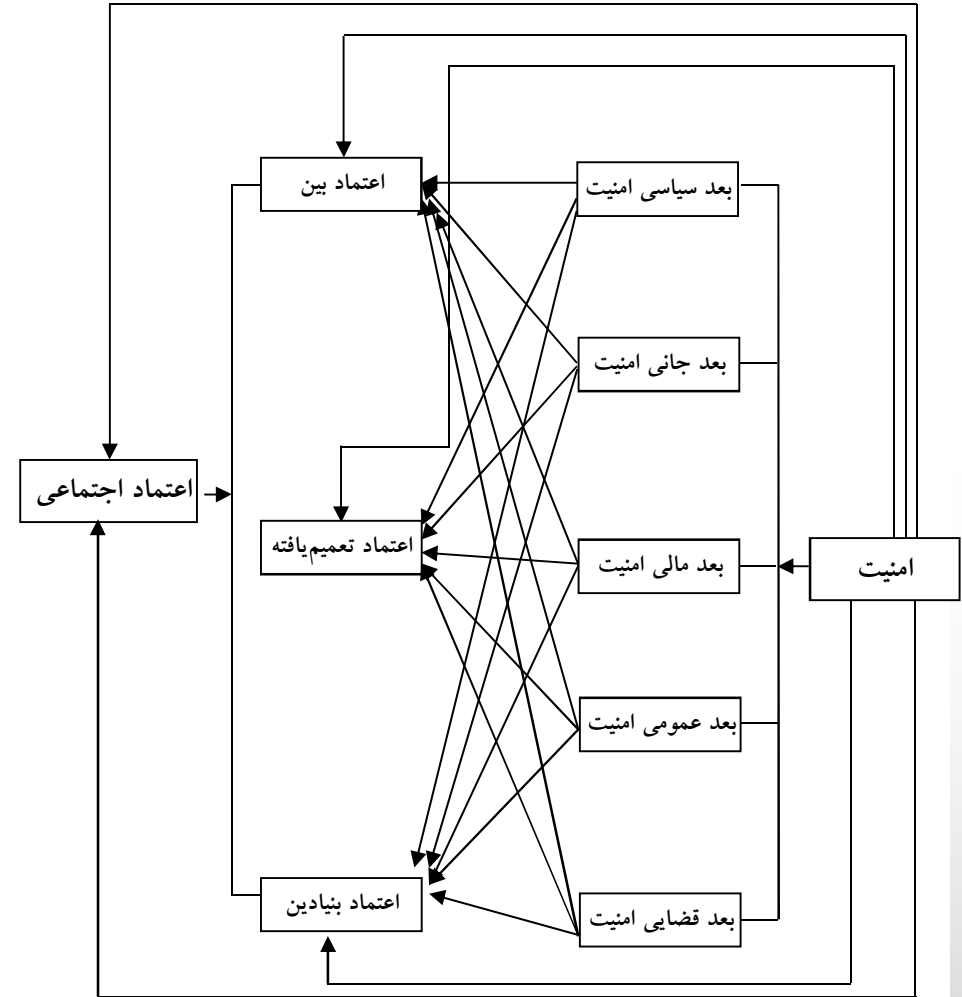 امنیت
بعد سیاسی امنیت
بعد جانی امنیت
بعد مالی امنیت
بعد عمومی امنیت
بعد قضایی امنیت
اعتماد بین
اعتماد تعمیم‌یافته
اعتماد بنیادین
اعتماد اجتماعی